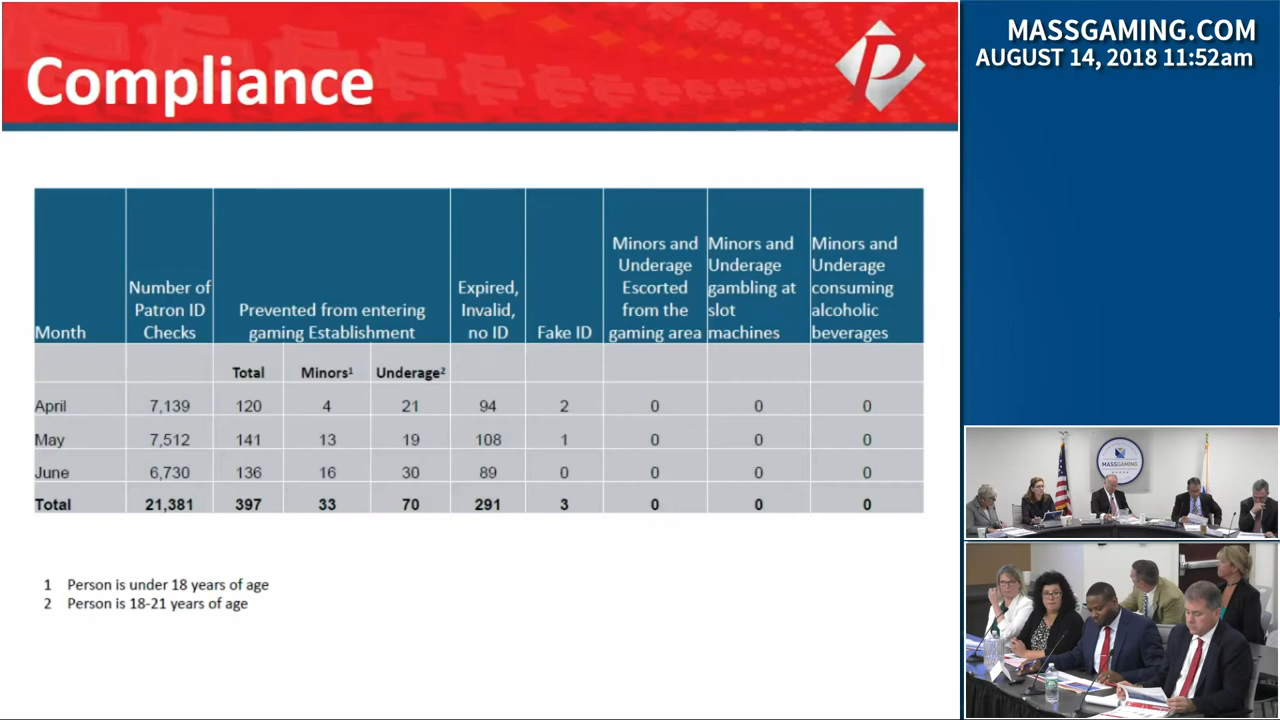 Compliance
P
MASSGAMING.COM
AUGUST 14, 2018 11:52am
Month
Number of Patron ID Checks
Prevented from entering gaming Establishment
Expired, Invalid, no ID
Fake ID
Minors and Underage Escorted from the gaming area
Minors and Underage gambling at slot machines
Minors and Underage consuming alcoholic beverages
Total Minors¹ Underage²
April 7,139 120 4 21 94 2 0 0 0
May 7,512 141 13 19 108 1 0 0 0
June 6,730 136 16 30 89 0 0 0 0
Total 21,381 397 33 70 291 3 0 0 0
1 Person is under 18 years of age
2 Person is 18-21 years of age
MASSGAMING